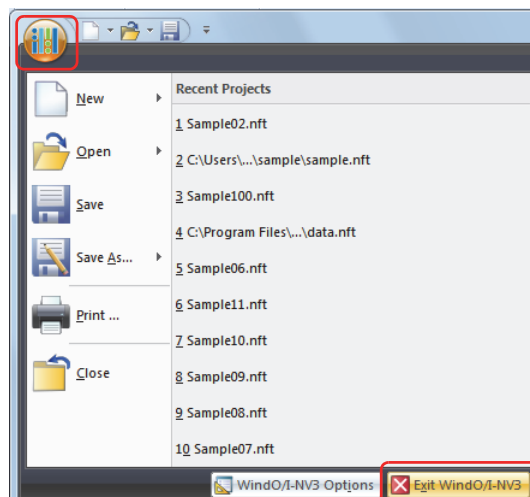 New
Open
Save
Save As...
Print ...
Close
Recent Projects
1 Sample02.nft
2 C:\Users\...\sample\sample.nft
3 Sample100.nft
4 C:\Program Files\...\data.nft
5 Sample06.nft
6 Sample11.nft
7 Sample10.nft
8 Sample09.nft
9 Sample08.nft
10 Sample07.nft
WindO/I-NV3 Options
Exit WindO/I-NV3